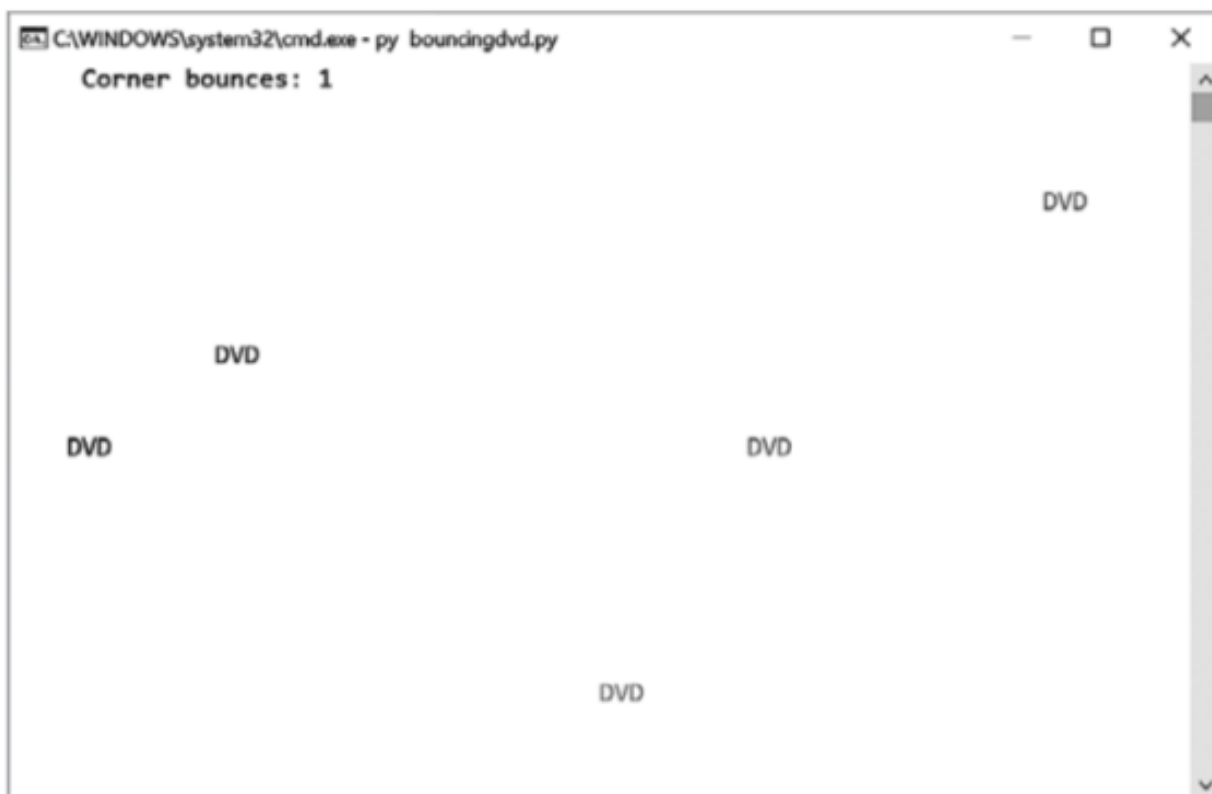 C:\WINDOWS\system32\cmd.exe - py bouncingdvd.py
Corner bounces: 1
DVD
DVD
DVD DVD
DVD